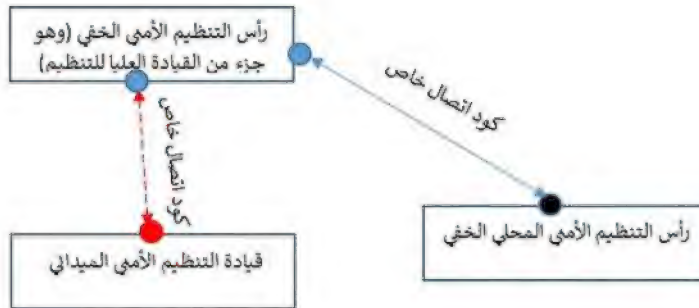 رأس التنظيم الأمني الخفي (وهو
جزء من القيادة العليا للتنظيم)
كود اتصال خاص
كود اتصال خاص
رأس التنظيم الأمني المحلي الخفي
قيادة التنظيم الأمني الميداني